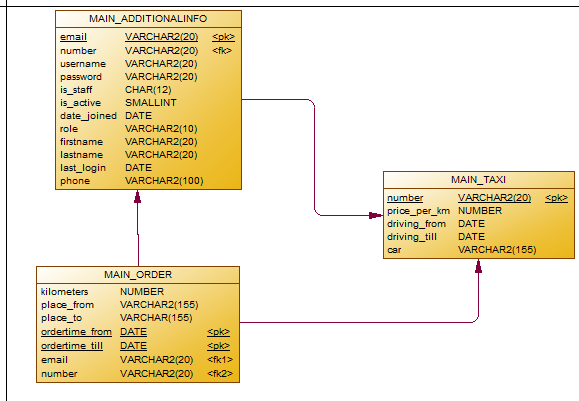 MAIN_ADDITIONALINFO
email VARCHAR2(20) <pk>
number VARCHAR2(20) <fk>
username VARCHAR2(20)
password VARCHAR2(20)
is_staff CHAR(12)
is_active SMALLINT
date_joined DATE
role VARCHAR2(10)
firstname VARCHAR2(20)
lastname VARCHAR2(20)
last_login DATE
phone VARCHAR2(100)
MAIN_TAXI
number VARCHAR2(20) <pk>
price_per_km NUMBER
driving_from DATE
driving_till DATE
car VARCHAR2(155)
MAIN_ORDER
kilometers NUMBER
place_from VARCHAR2(155)
place_to VARCHAR(155)
ordertime_from DATE <pk>
ordertime_till DATE <pk>
email VARCHAR2(20) <fk1>
number VARCHAR2(20) <fk2>